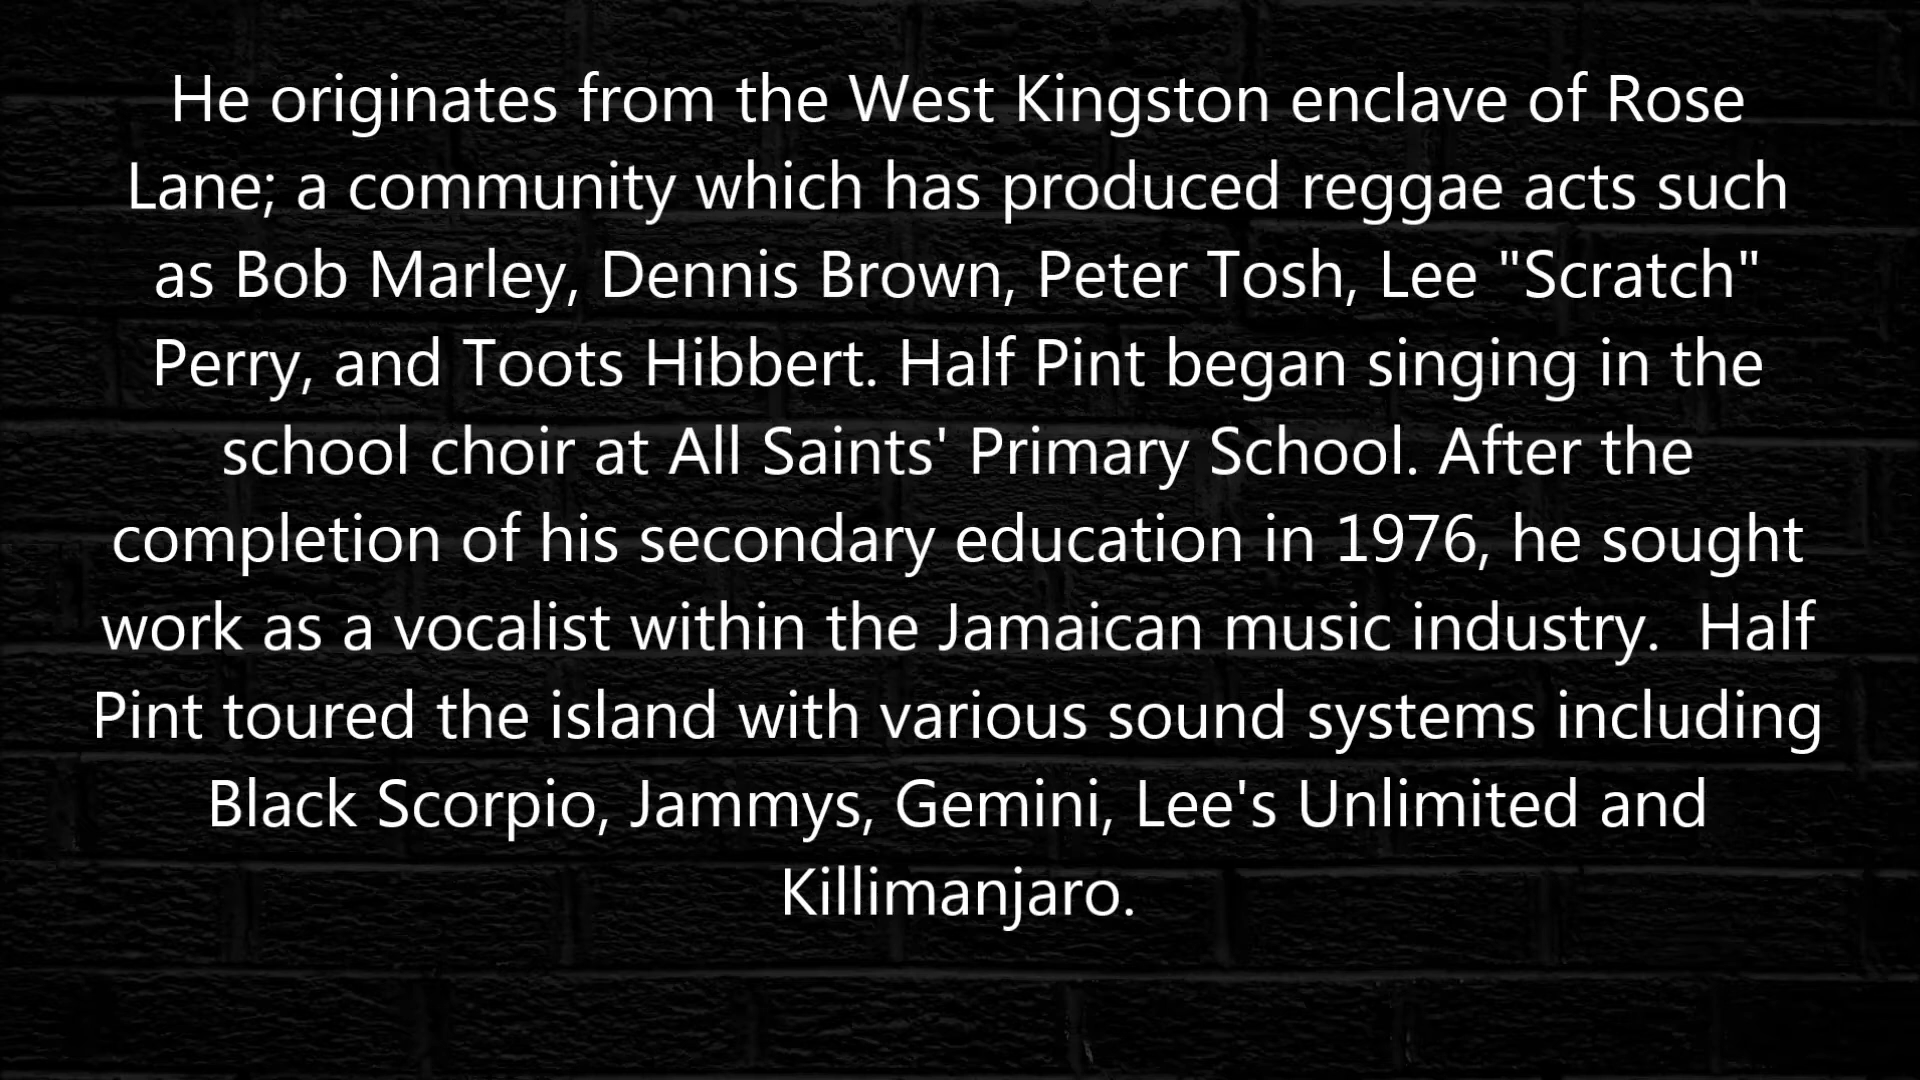 He originates from the West Kingston enclave of Rose
Lane; a community which has produced reggae acts such
as Bob Marley, Dennis Brown, Peter Tosh, Lee "Scratch"
Perry, and Toots Hibbert. Half Pint began singing in the
school choir at All Saints' Primary School. After the
completion of his secondary education in 1976, he sought
work as a vocalist within the Jamaican music industry.  Half
Pint toured the island with various sound systems including
Black Scorpio, Jammys, Gemini, Lee's Unlimited and
Killimanjaro.